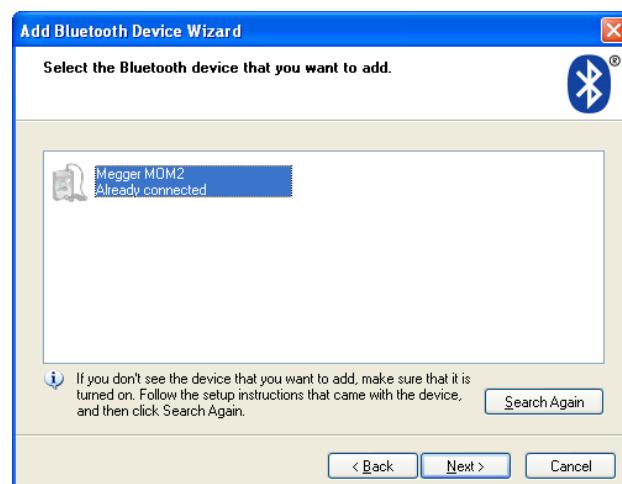 Add Bluetooth Device Wizard
Select the Bluetooth device that you want to add.
®
Megger MOM2
Already connected
If you don't see the device that you want to add, make sure that it is
turned on. Follow the setup instructions that came with the device,
and then click Search Again.
Search Again
< Back
Next >
Cancel